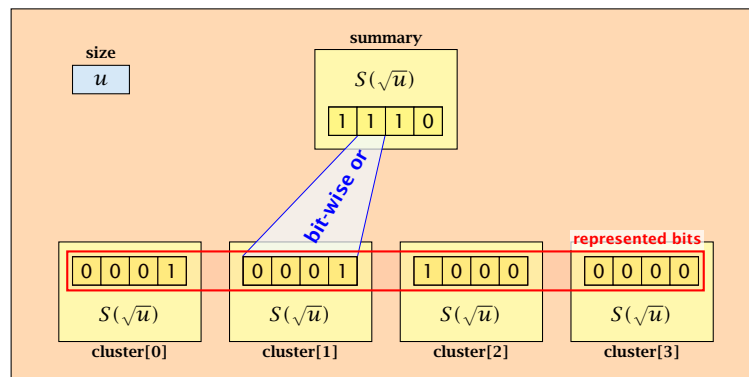 summary
size
u
S(√u)
1 1 1 0
bit-wise or
represented bits
0 0 0 1
0 0 0 1
1 0 0 0
0 0 0 0
S(√u)
S(√u)
S(√u)
S(√u)
cluster[0]
cluster[1]
cluster[2]
cluster[3]